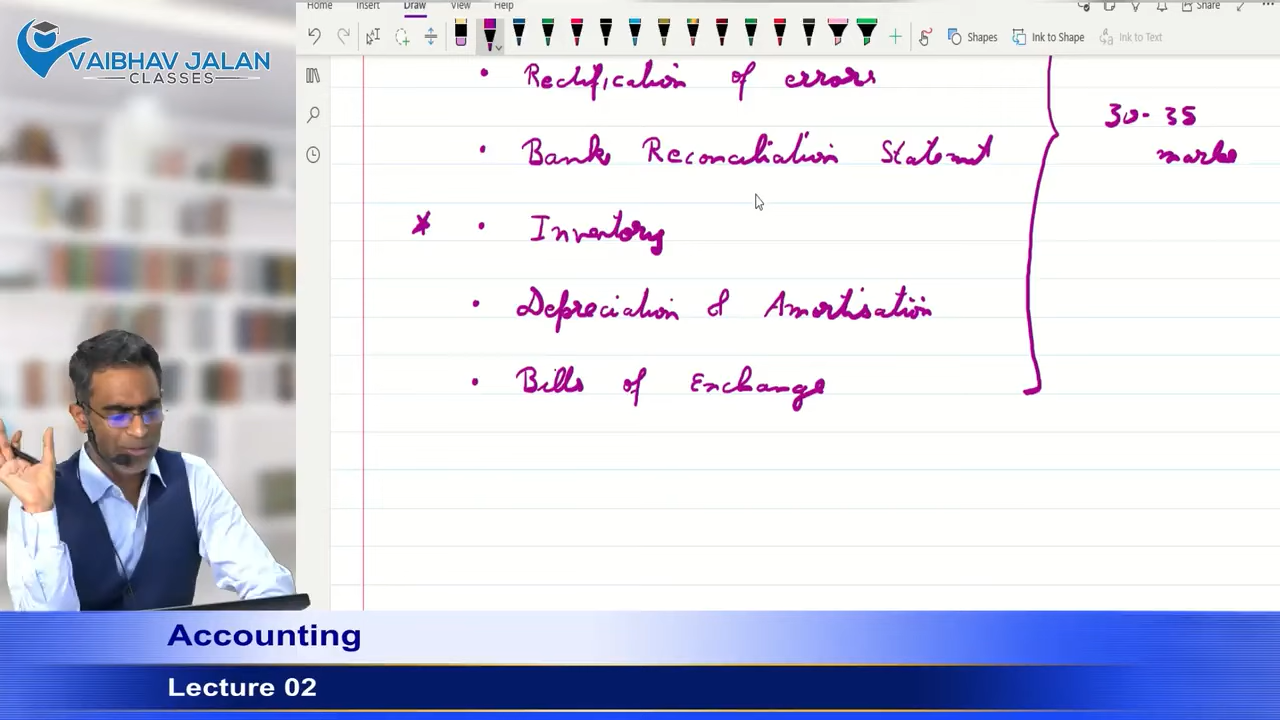 Home Insert Draw View Help Share
Shapes Ink to Shape Ink to Text
VAIBHAV JALAN
CLASSES
• Rectification of errors
30-35
marks
• Bank Reconciliation Statement
* • Inventory
• Depreciation & Amortisation
• Bills of Exchange
Accounting
Lecture 02